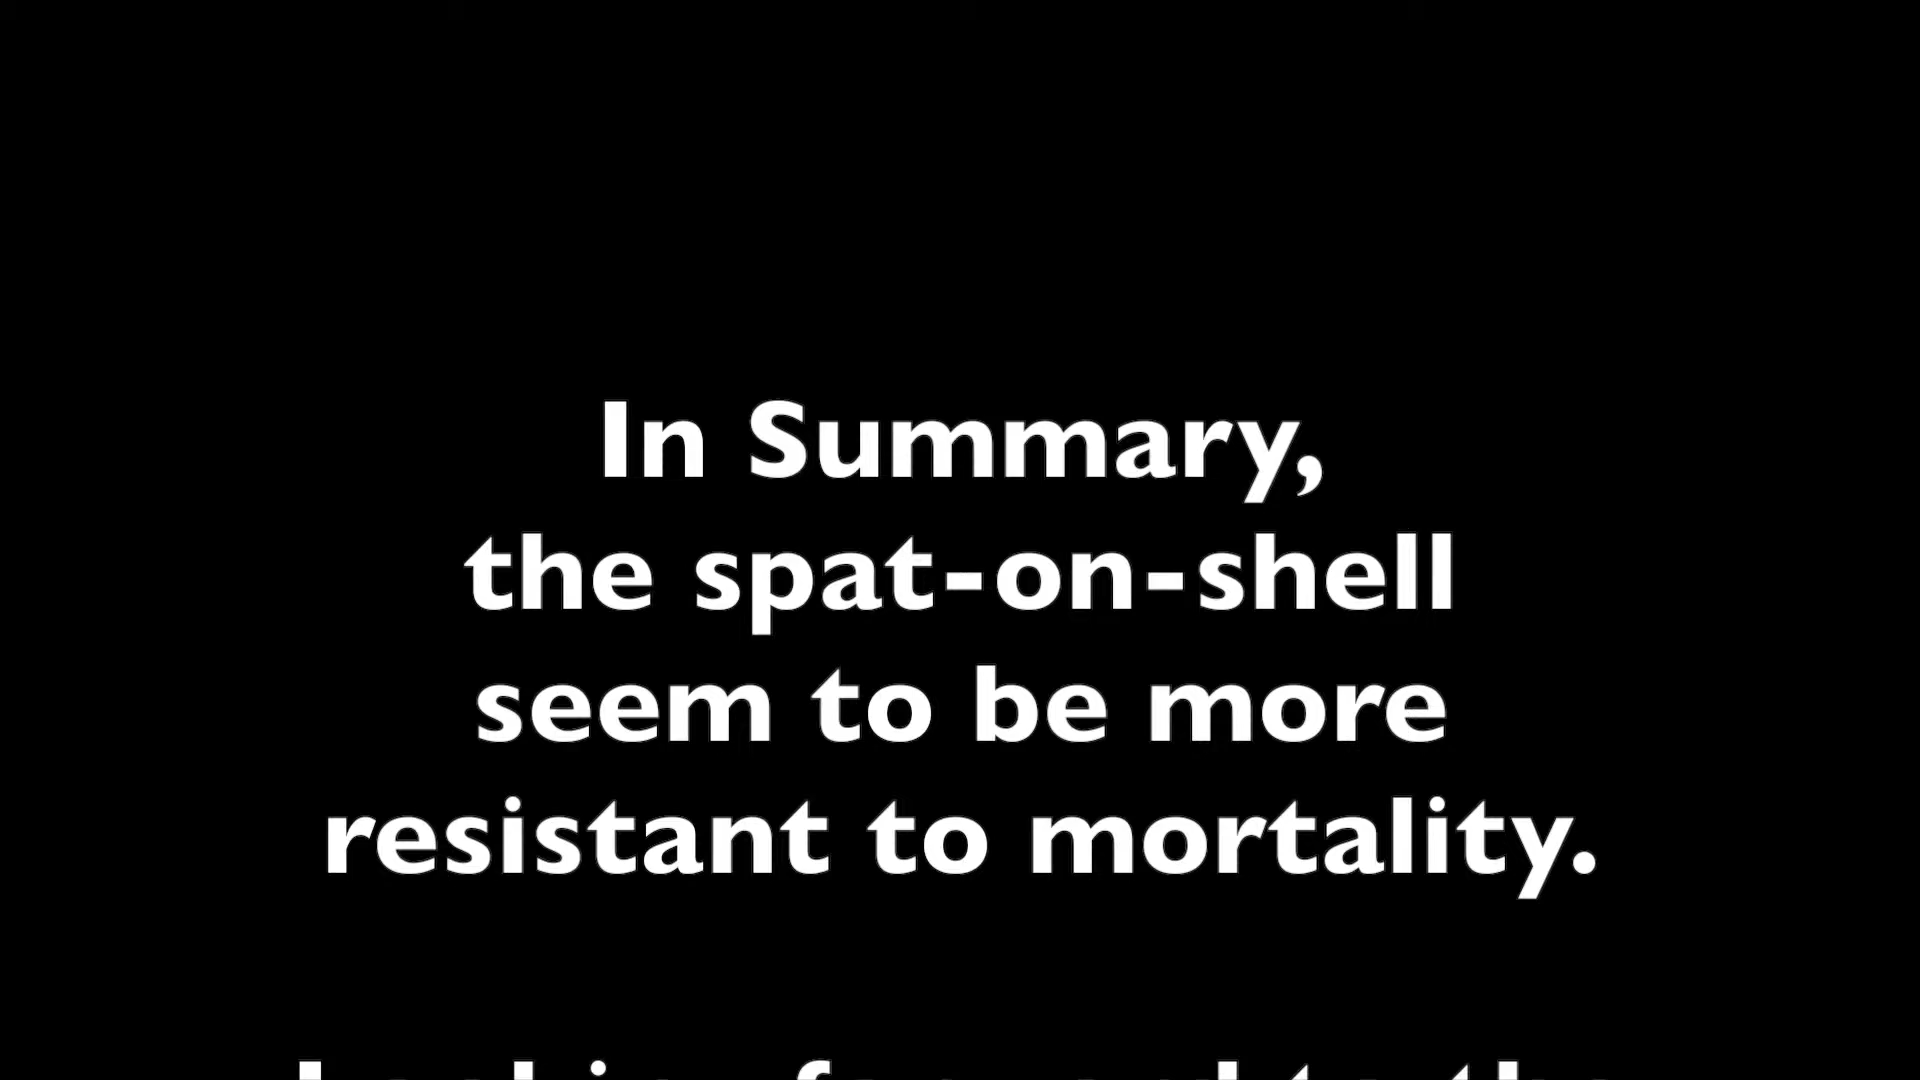 In Summary,
the spat-on-shell
seem to be more
resistant to mortality.